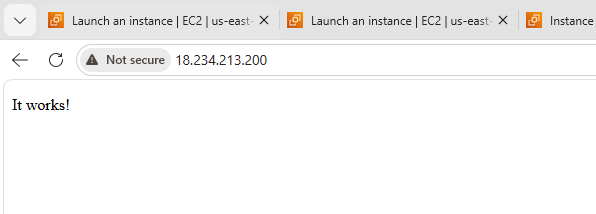 Launch an instance | EC2 | us-east- Launch an instance | EC2 | us-east- Instance
Not secure 18.234.213.200
It works!